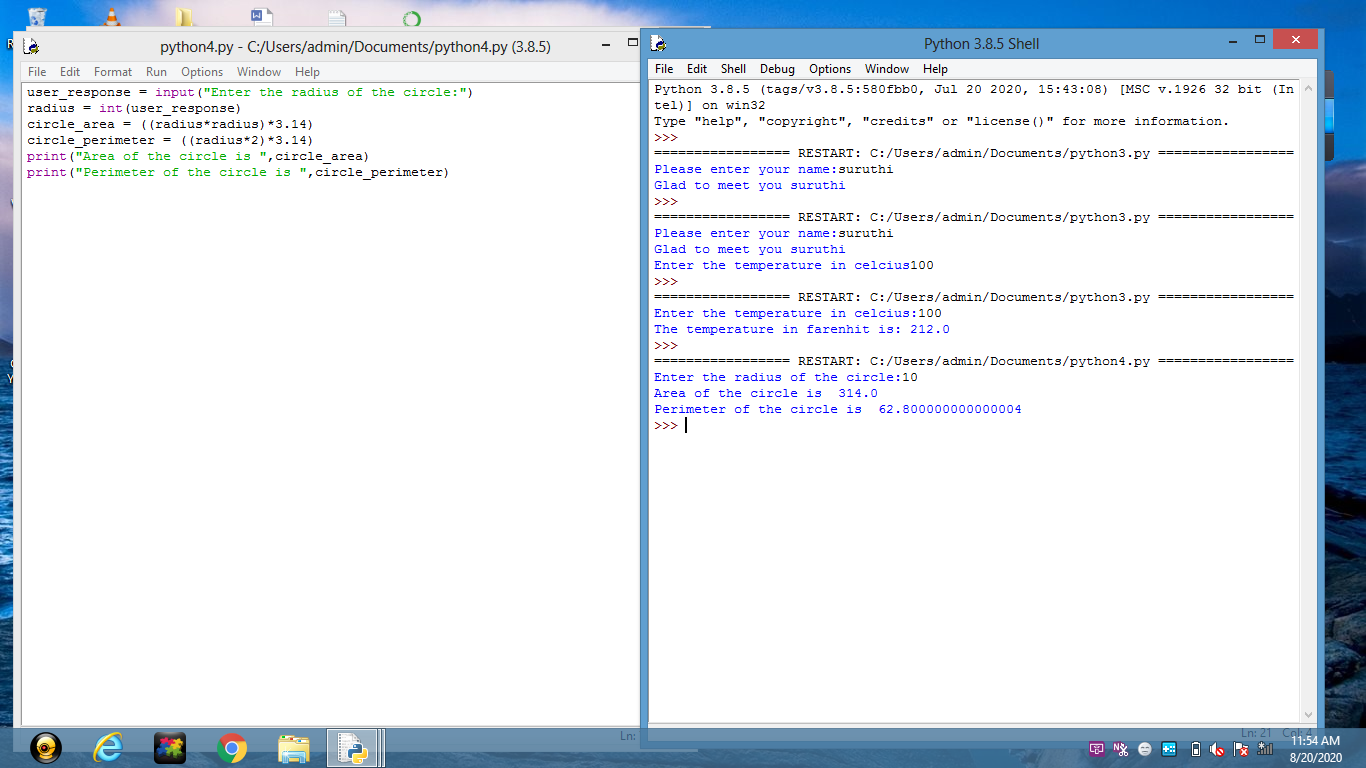 python4.py - C:/Users/admin/Documents/python4.py (3.8.5)
File Edit Format Run Options Window Help
user_response = input("Enter the radius of the circle:")
radius = int(user_response)
circle_area = ((radius*radius)*3.14)
circle_perimeter = ((radius*2)*3.14)
print("Area of the circle is ",circle_area)
print("Perimeter of the circle is ",circle_perimeter)
Ln:
Python 3.8.5 Shell
File Edit Shell Debug Options Window Help
Python 3.8.5 (tags/v3.8.5:580fbb0, Jul 20 2020, 15:43:08) [MSC v.1926 32 bit (In
tel)] on win32
Type "help", "copyright", "credits" or "license()" for more information.
>>>
================= RESTART: C:/Users/admin/Documents/python3.py =================
Please enter your name:suruthi
Glad to meet you suruthi
>>>
================= RESTART: C:/Users/admin/Documents/python3.py =================
Please enter your name:suruthi
Glad to meet you suruthi
Enter the temperature in celcius100
>>>
================= RESTART: C:/Users/admin/Documents/python3.py =================
Enter the temperature in celcius:100
The temperature in farenhit is: 212.0
>>>
================= RESTART: C:/Users/admin/Documents/python4.py =================
Enter the radius of the circle:10
Area of the circle is  314.0
Perimeter of the circle is  62.800000000000004
>>>
Ln: 21 Col: 4
11:54 AM
8/20/2020